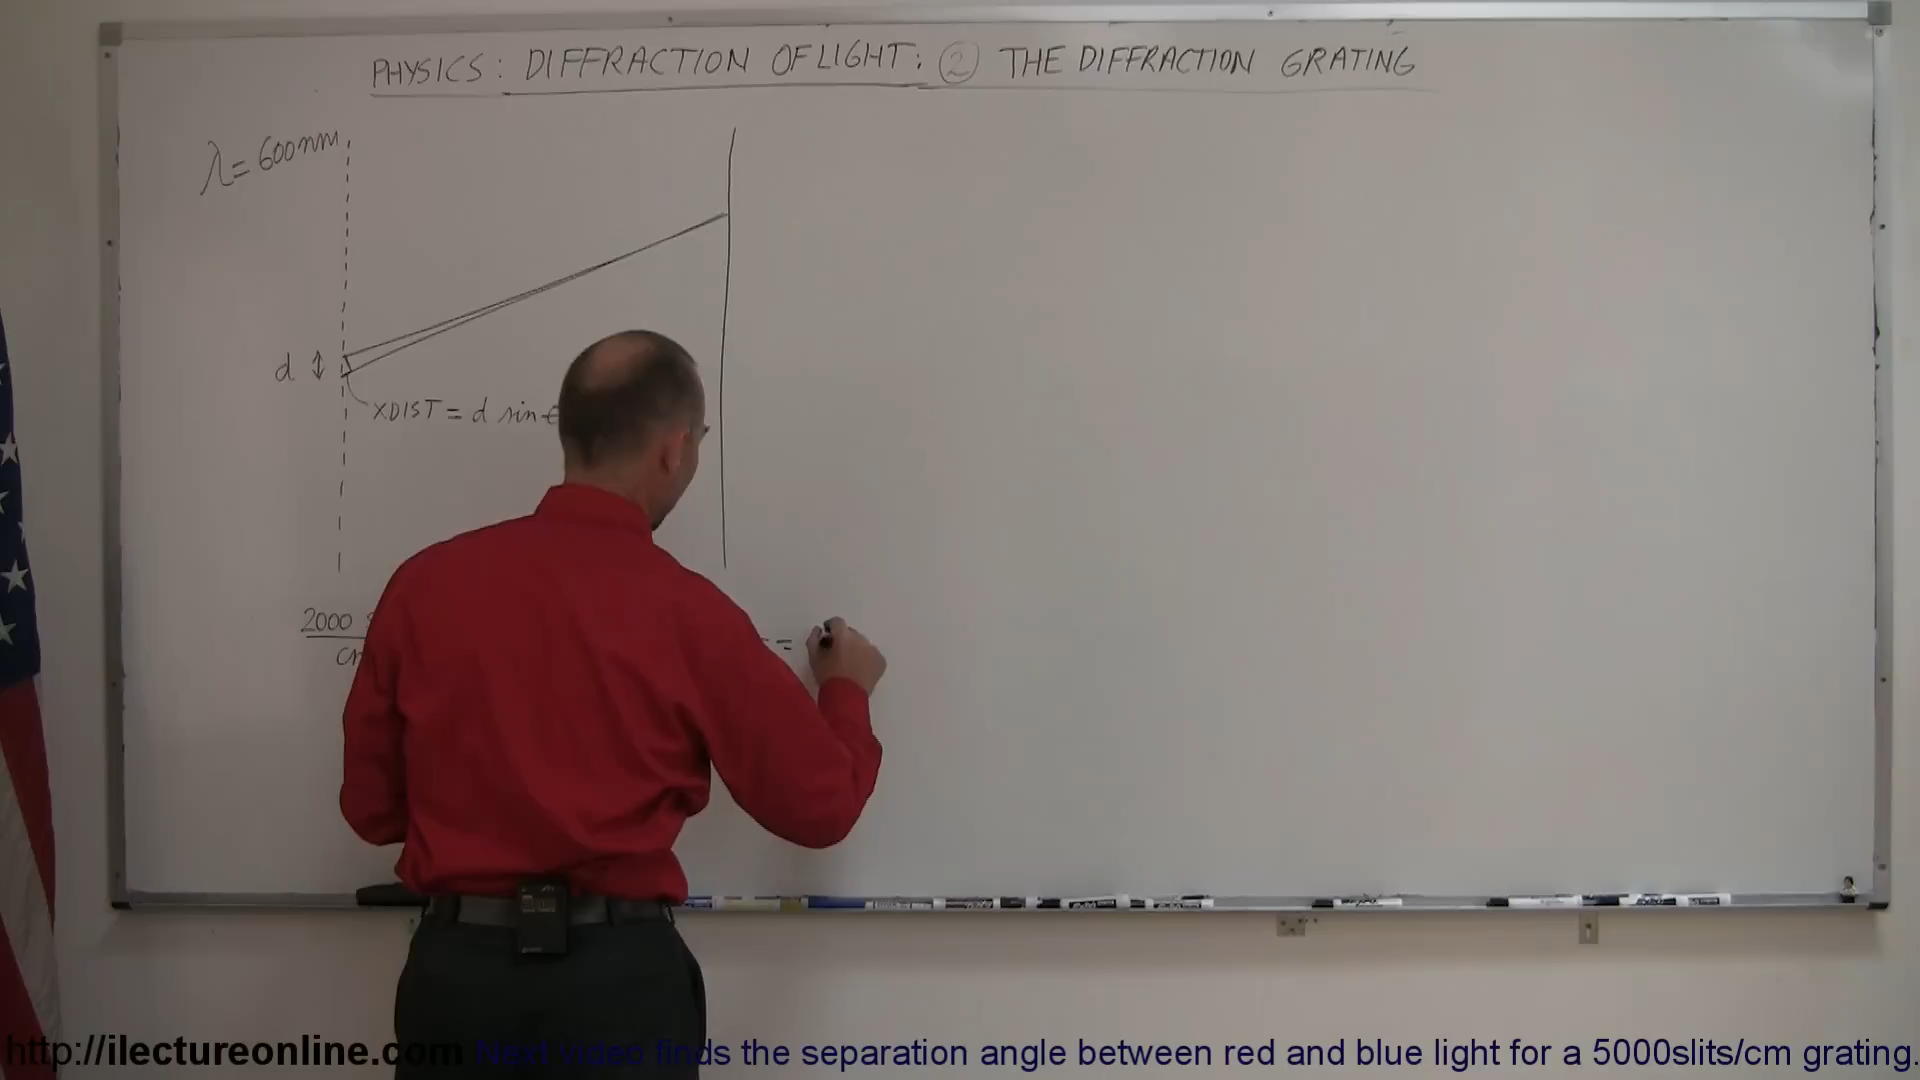 PHYSICS: DIFFRACTION OF LIGHT: ② THE DIFFRACTION GRATING
λ = 600nm
d
XDIST = d sin
2000
=
http://ilectureonline.com Next video finds the separation angle between red and blue light for a 5000slits/cm grating.